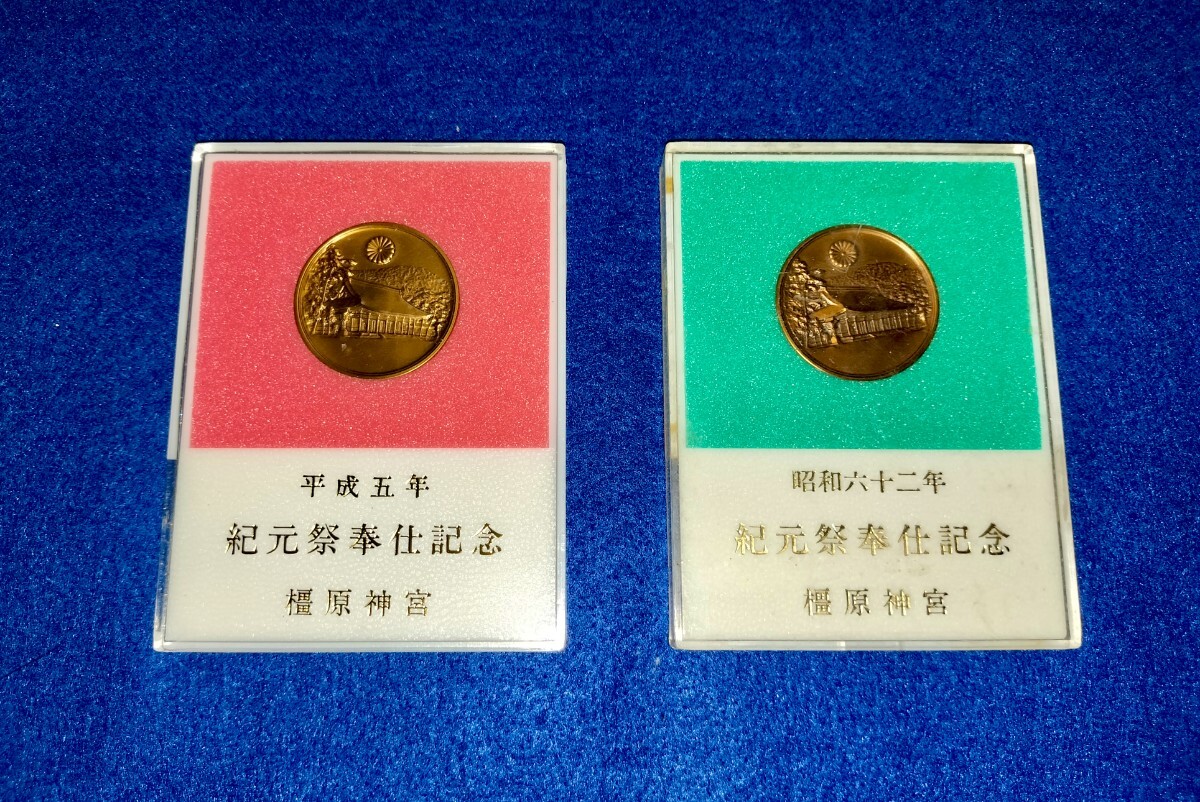 平成五年
紀元祭奉仕記念
橿原神宮
昭和六十二年
紀元祭奉仕記念
橿原神宮